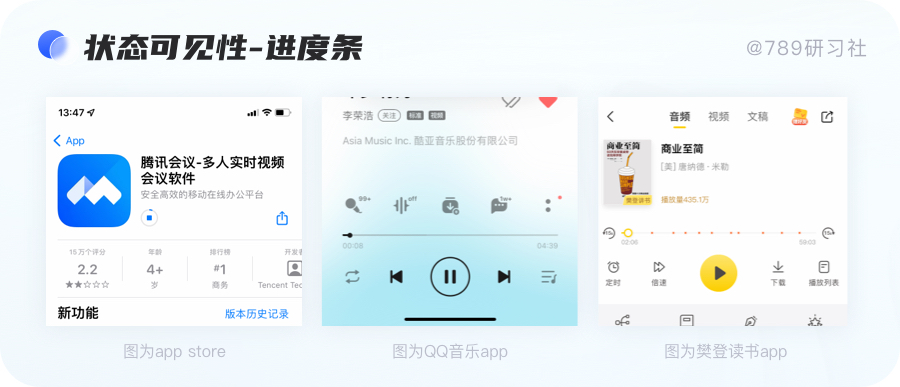 状态可见性-进度条
@789研习社
13:47
App
腾讯会议-多人实时视频
会议软件
安全高效的移动在线办公平台
15万个评分
年龄
排行榜
开发者
2.2
4+
#1
岁
商务
Tencent Tec
新功能
版本历史记录
图为app store
李荣浩
关注
标准
视频
Asia Music Inc. 酷亚音乐股份有限公司
99+
off
1w+
00:08
04:39
图为QQ音乐app
音频
视频
文稿
商业至简
[美] 唐纳德·米勒
樊登读书
播放量435.1万
15s
15s
02:06
59:03
定时
倍速
下载
播放列表
图为樊登读书app